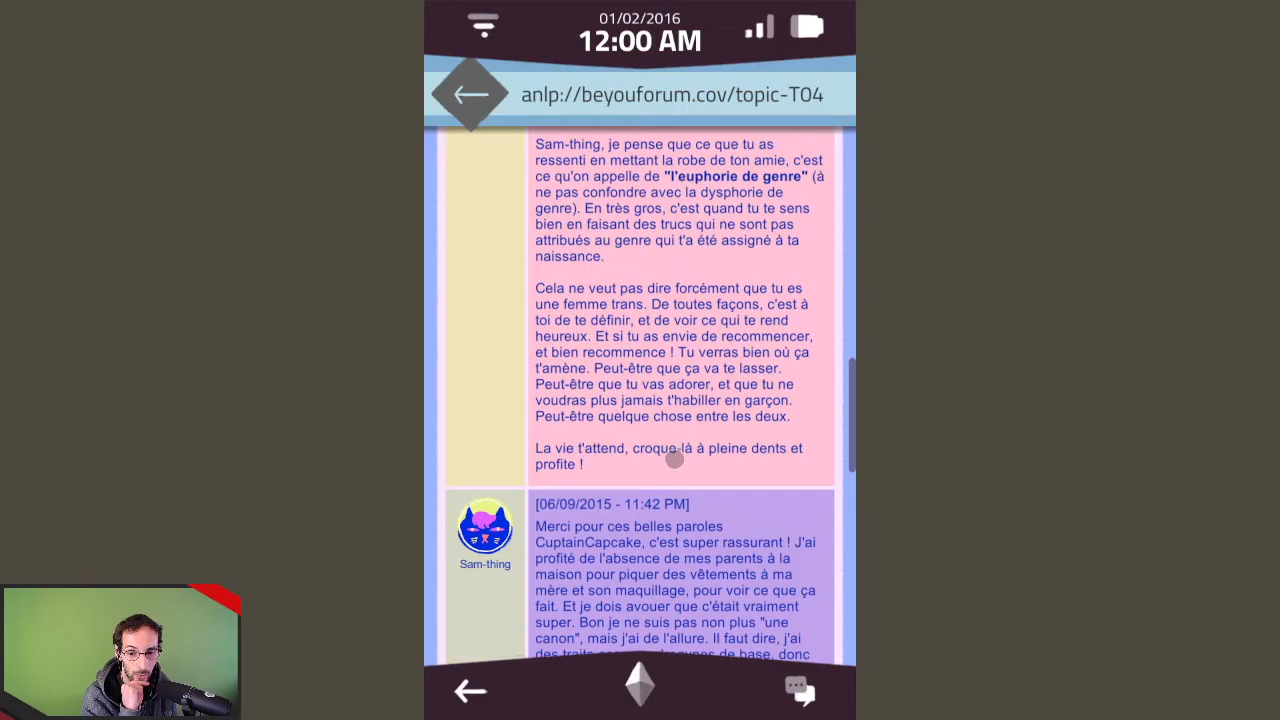 01/02/2016
12:00 AM
anlp://beyouforum.cov/topic-T04
Sam-thing, je pense que ce que tu as
ressenti en mettant la robe de ton amie, c'est
ce qu'on appelle de "l'euphorie de genre" (à
ne pas confondre avec la dysphorie de
genre). En très gros, c'est quand tu te sens
bien en faisant des trucs qui ne sont pas
attribués au genre qui t'a été assigné à ta
naissance.
Cela ne veut pas dire forcément que tu es
une femme trans. De toutes façons, c'est à
toi de te définir, et de voir ce qui te rend
heureux. Et si tu as envie de recommencer,
et bien recommence ! Tu verras bien où ça
t'amène. Peut-être que ça va te lasser.
Peut-être que tu vas adorer, et que tu ne
voudras plus jamais t'habiller en garçon.
Peut-être quelque chose entre les deux.
La vie t'attend, croque-là à pleine dents et
profite !
[06/09/2015 - 11:42 PM]
Merci pour ces belles paroles
CuptainCapcake, c'est super rassurant ! J'ai
profité de l'absence de mes parents à la
maison pour piquer des vêtements à ma
mère et son maquillage, pour voir ce que ça
fait. Et je dois avouer que c'était vraiment
super. Bon je ne suis pas non plus "une
canon", mais j'ai de l'allure. Il faut dire, j'ai
des traits de base, donc
Sam-thing